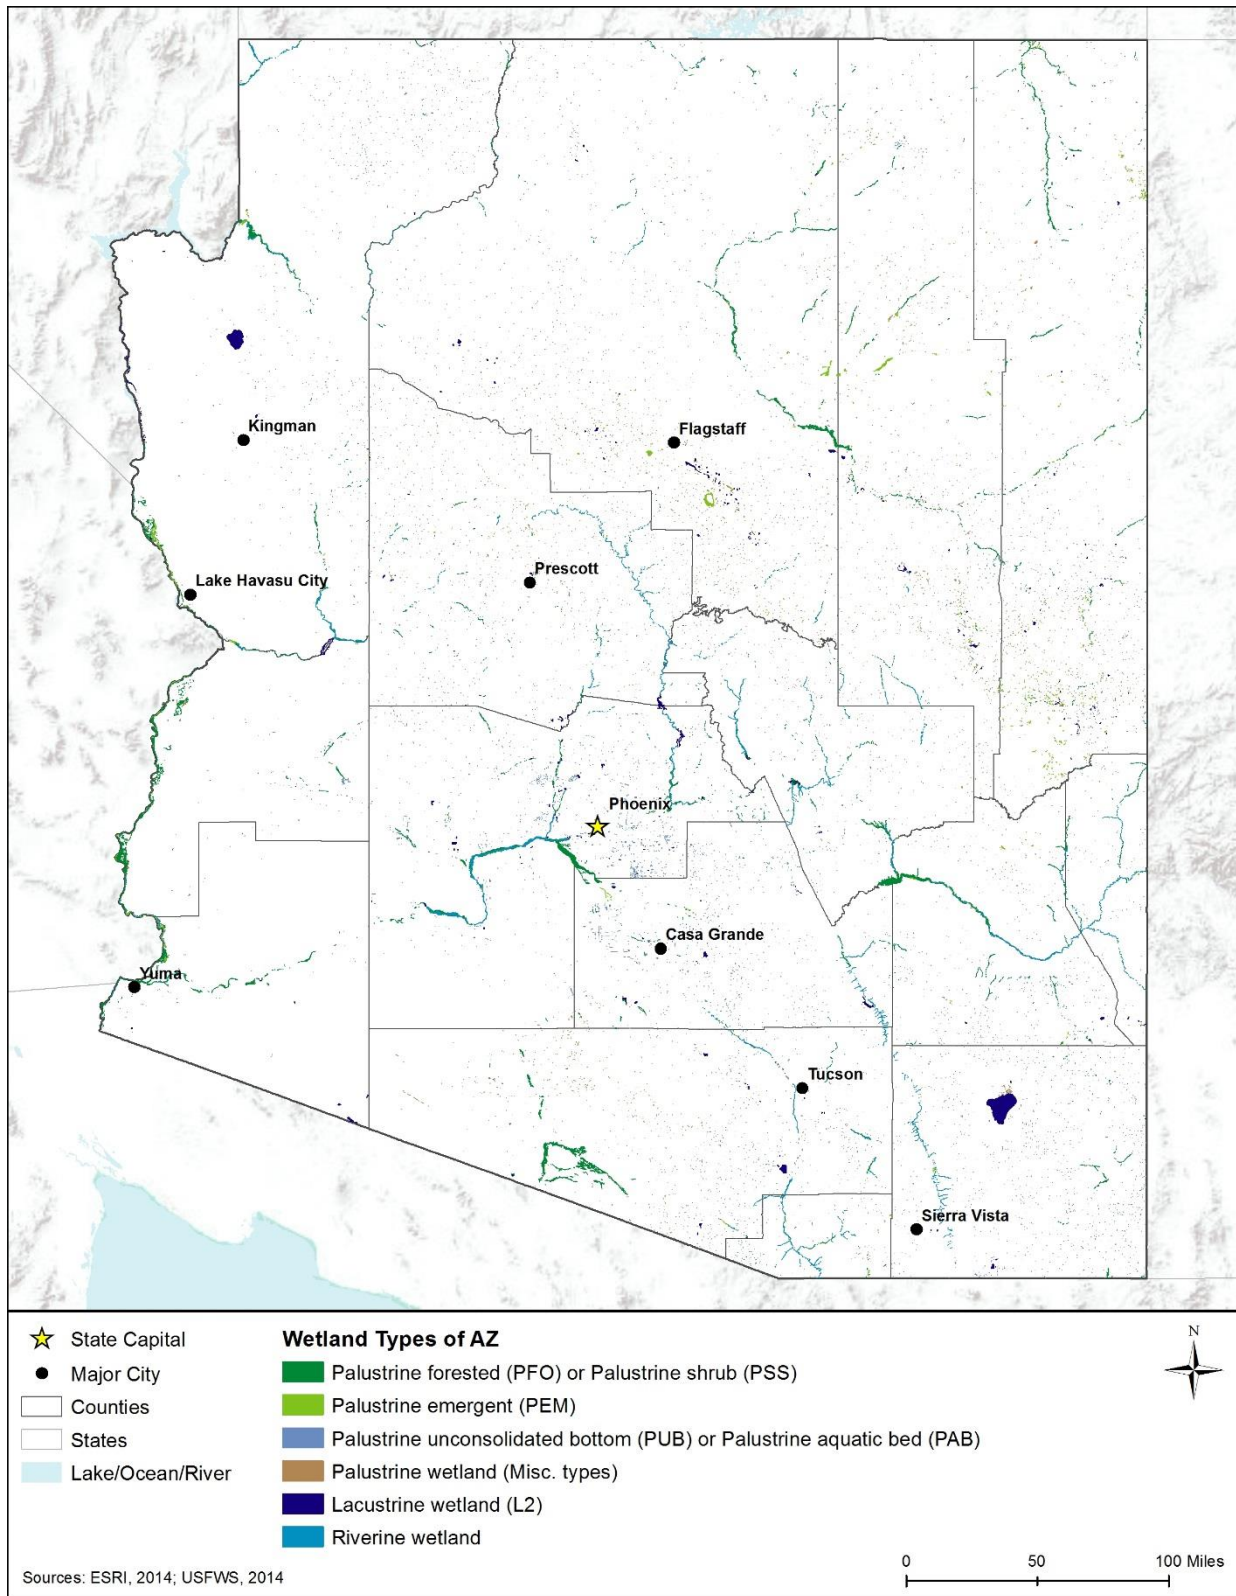 Kingman
Flagstaff
Prescott
Lake Havasu City
Phoenix
Casa Grande
Yuma
Tucson
Sierra Vista
State Capital
Major City
Counties
States
Lake/Ocean/River
Wetland Types of AZ
Palustrine forested (PFO) or Palustrine shrub (PSS)
Palustrine emergent (PEM)
Palustrine unconsolidated bottom (PUB) or Palustrine aquatic bed (PAB)
Palustrine wetland (Misc. types)
Lacustrine wetland (L2)
Riverine wetland
N
0 50 100 Miles
Sources: ESRI, 2014; USFWS, 2014